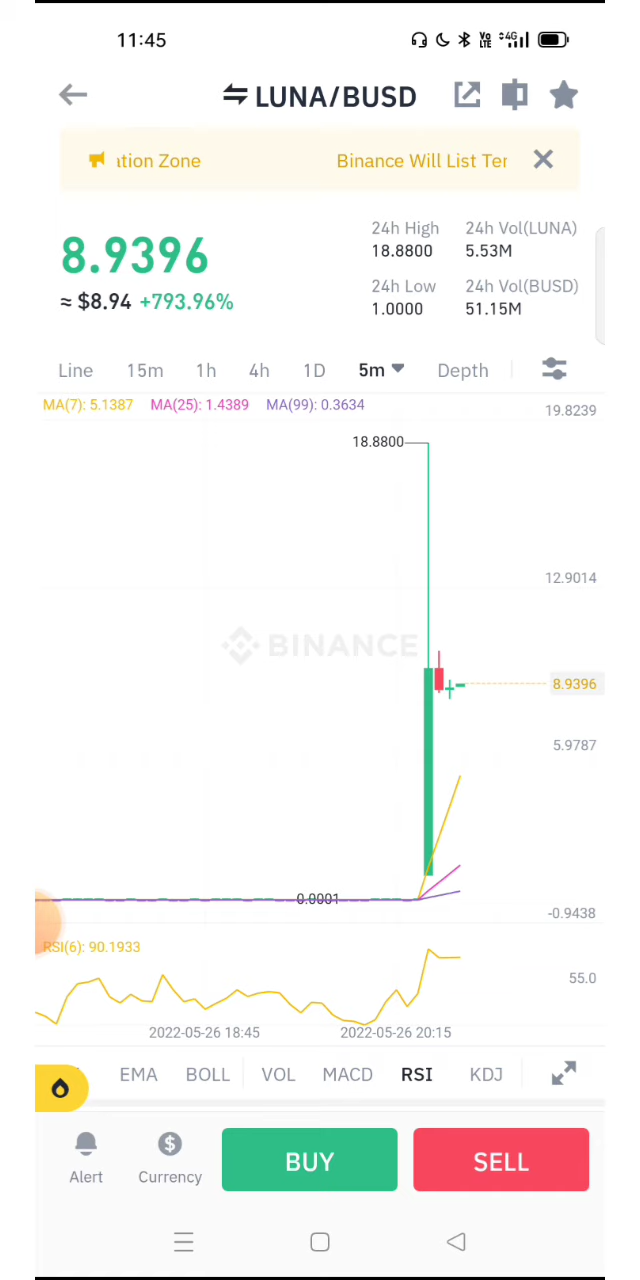 11:45
Vo LTE 4G
LUNA/BUSD
ation Zone Binance Will List Ter
8.9396
≈ $8.94 +793.96%
24h High 24h Vol(LUNA)
18.8800 5.53M
24h Low 24h Vol(BUSD)
1.0000 51.15M
Line 15m 1h 4h 1D 5m Depth
MA(7): 5.1387 MA(25): 1.4389 MA(99): 0.3634
19.8239
18.8800
12.9014
BINANCE
8.9396
5.9787
0.0001
-0.9438
RSI(6): 90.1933
55.0
2022-05-26 18:45 2022-05-26 20:15
EMA BOLL VOL MACD RSI KDJ
Alert Currency BUY SELL